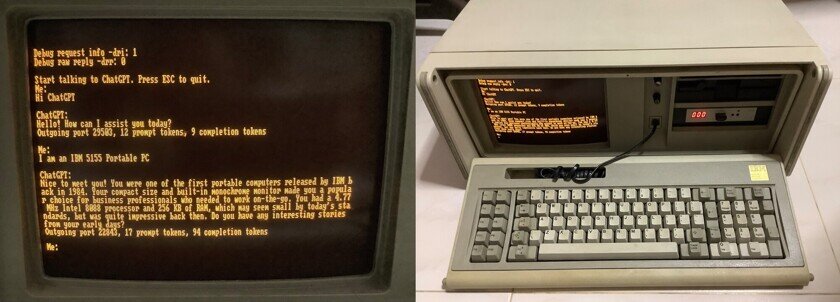 Debug request info -dri: 1
Debug raw reply -drr: 0
Start talking to ChatGPT. Press ESC to quit.
Me:
Hi ChatGPT
ChatGPT:
Hello! How can I assist you today?
Outgoing port 29503, 12 prompt tokens, 9 completion tokens
Me:
I am an IBM 5155 Portable PC
ChatGPT:
Nice to meet you! You were one of the first portable computers released by IBM b
ack in 1984. Your compact size and built-in monochrome monitor made you a popula
r choice for business professionals who needed to work on-the-go. You had a 4.77
MHz Intel 8088 processor and 256 KB of RAM, which may seem small by today's sta
ndards, but was quite impressive back then. Do you have any interesting stories
from your early days?
Outgoing port 22843, 17 prompt tokens, 94 completion tokens
Me:
000